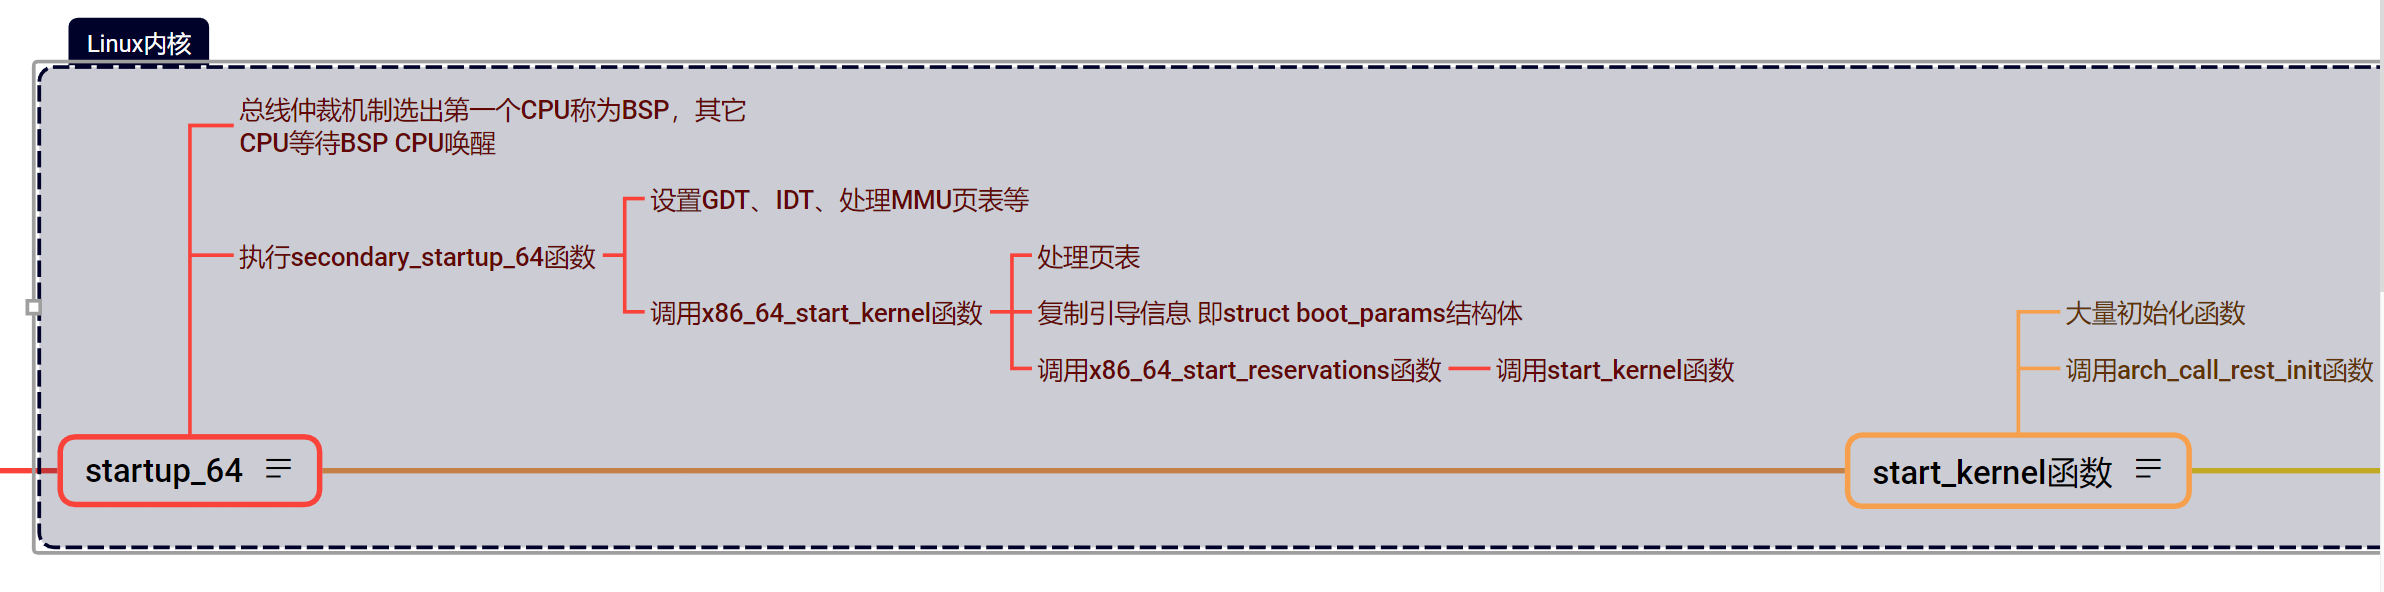 Linux内核
总线仲裁机制选出第一个CPU称为BSP，其它
CPU等待BSP CPU唤醒
执行secondary_startup_64函数
设置GDT、IDT、处理MMU页表等
调用x86_64_start_kernel函数
处理页表
复制引导信息 即struct boot_params结构体
调用x86_64_start_reservations函数
调用start_kernel函数
大量初始化函数
调用arch_call_rest_init函数
startup_64
start_kernel函数